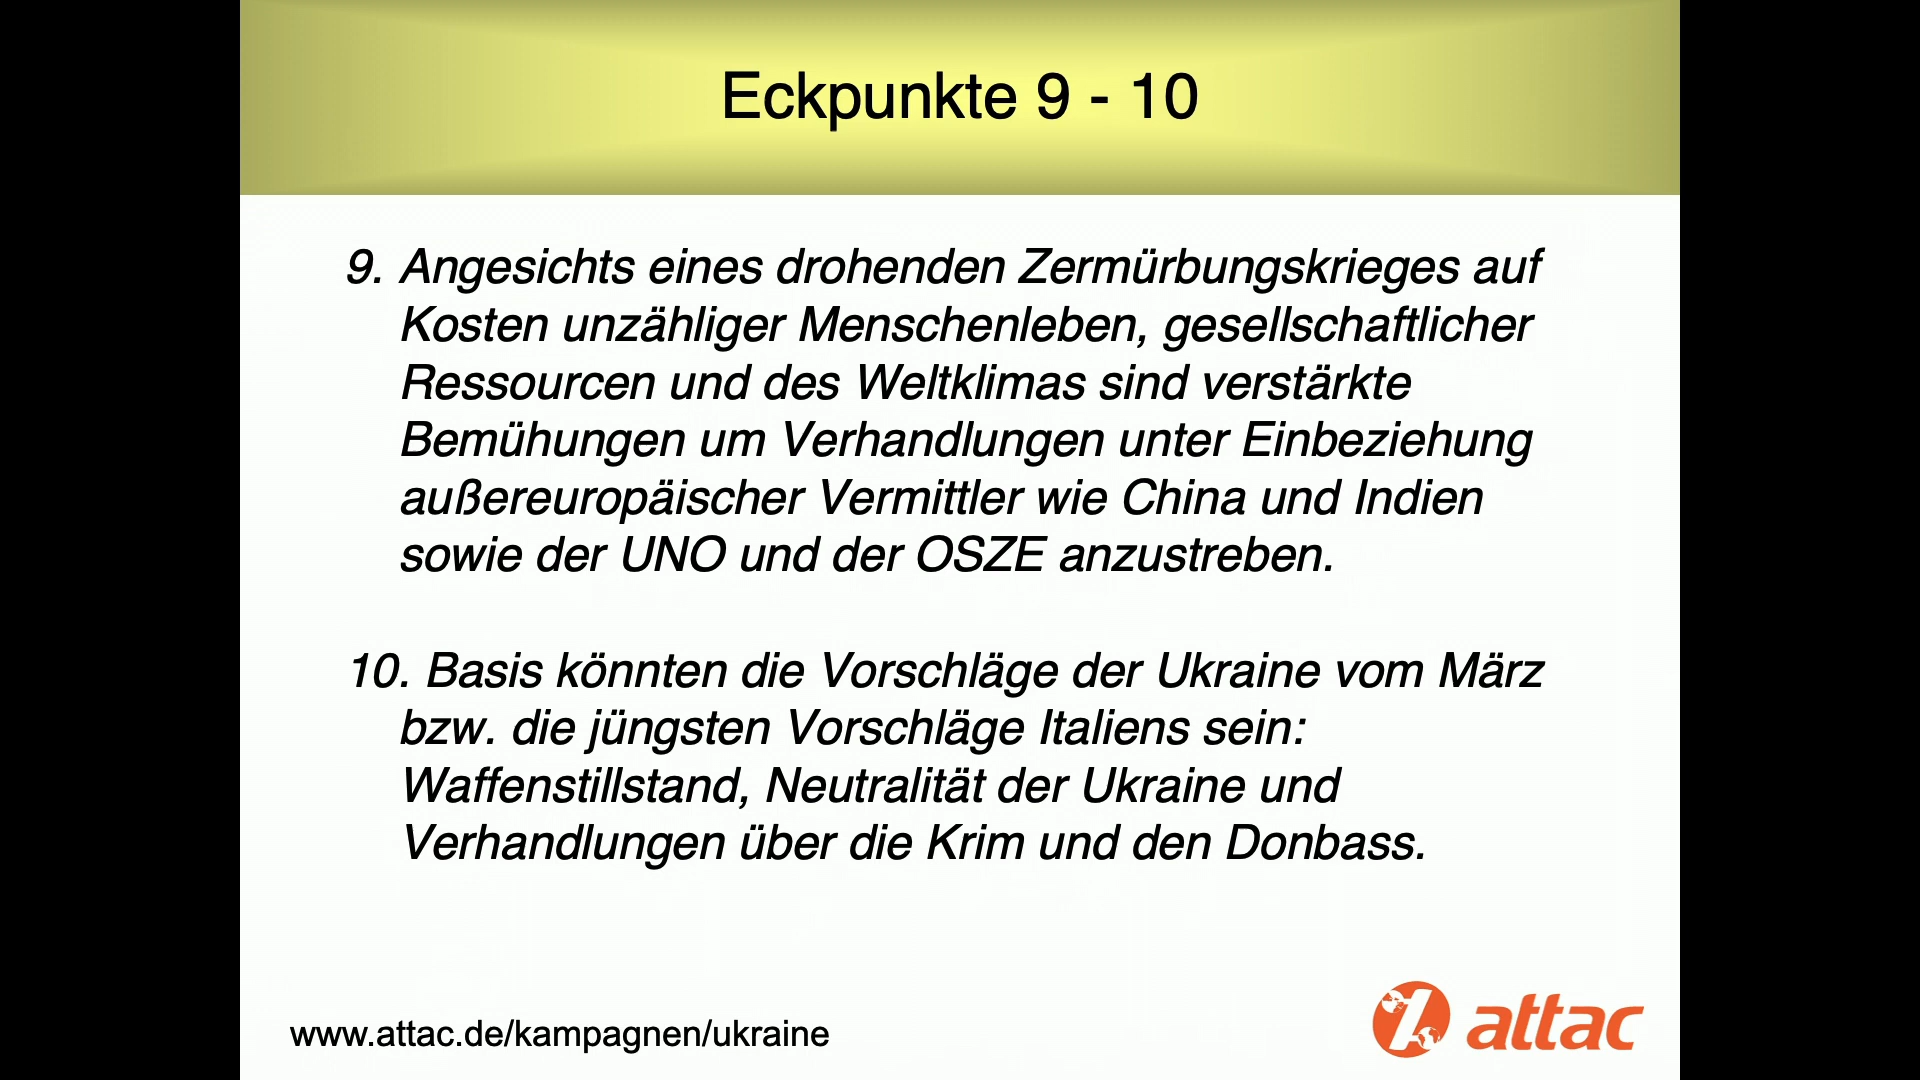 Eckpunkte 9 - 10
9. Angesichts eines drohenden Zermürbungskrieges auf
Kosten unzähliger Menschenleben, gesellschaftlicher
Ressourcen und des Weltklimas sind verstärkte
Bemühungen um Verhandlungen unter Einbeziehung
außereuropäischer Vermittler wie China und Indien
sowie der UNO und der OSZE anzustreben.
10. Basis könnten die Vorschläge der Ukraine vom März
bzw. die jüngsten Vorschläge Italiens sein:
Waffenstillstand, Neutralität der Ukraine und
Verhandlungen über die Krim und den Donbass.
www.attac.de/kampagnen/ukraine
attac